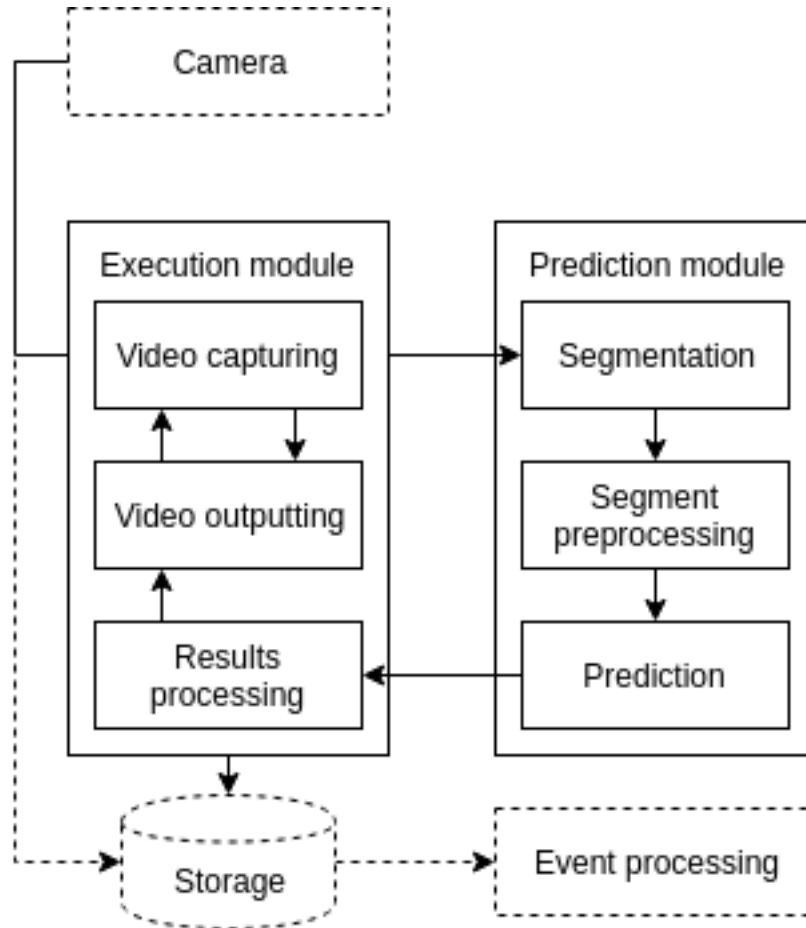 Camera
Execution module
Video capturing
Video outputting
Results
processing
Prediction module
Segmentation
Segment
preprocessing
Prediction
Storage
Event processing